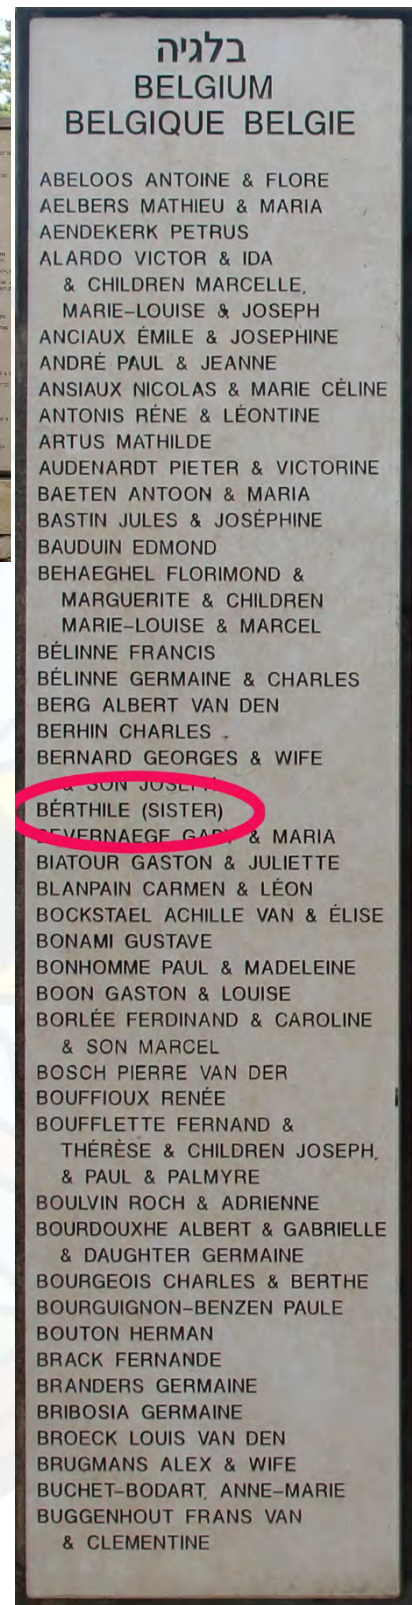 בלגיה
BELGIUM
BELGIQUE BELGIE
ABELOOS ANTOINE & FLORE
AELBERS MATHIEU & MARIA
AENDEKERK PETRUS
ALARDO VICTOR & IDA
& CHILDREN MARCELLE,
MARIE-LOUISE & JOSEPH
ANCIAUX ÉMILE & JOSEPHINE
ANDRÉ PAUL & JEANNE
ANSIAUX NICOLAS & MARIE CÉLINE
ANTONIS RÉNE & LÉONTINE
ARTUS MATHILDE
AUDENARDT PIETER & VICTORINE
BAETEN ANTOON & MARIA
BASTIN JULES & JOSÉPHINE
BAUDUIN EDMOND
BEHAEGHEL FLORIMOND &
MARGUERITE & CHILDREN
MARIE-LOUISE & MARCEL
BÉLINNE FRANCIS
BÉLINNE GERMAINE & CHARLES
BERG ALBERT VAN DEN
BERHIN CHARLES
BERNARD GEORGES & WIFE
& SON JOSEPH
BÉRTHILE (SISTER)
BEVERNAEGE GABY & MARIA
BIATOUR GASTON & JULIETTE
BLANPAIN CARMEN & LÉON
BOCKSTAEL ACHILLE VAN & ÉLISE
BONAMI GUSTAVE
BONHOMME PAUL & MADELEINE
BOON GASTON & LOUISE
BORLÉE FERDINAND & CAROLINE
& SON MARCEL
BOSCH PIERRE VAN DER
BOUFFIOUX RENÉE
BOUFFLETTE FERNAND &
THÉRÈSE & CHILDREN JOSEPH,
& PAUL & PALMYRE
BOULVIN ROCH & ADRIENNE
BOURDOUXHE ALBERT & GABRIELLE
& DAUGHTER GERMAINE
BOURGEOIS CHARLES & BERTHE
BOURGUIGNON-BENZEN PAULE
BOUTON HERMAN
BRACK FERNANDE
BRANDERS GERMAINE
BRIBOSIA GERMAINE
BROECK LOUIS VAN DEN
BRUGMANS ALEX & WIFE
BUCHET-BODART, ANNE-MARIE
BUGGENHOUT FRANS VAN
& CLEMENTINE